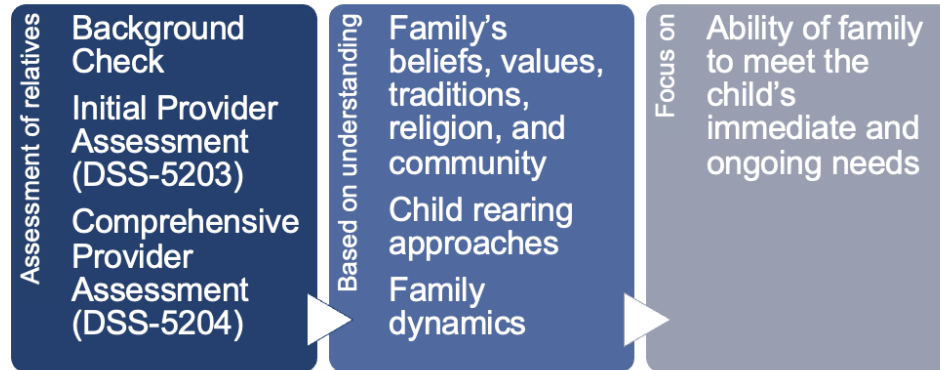 Assessment of relatives
Background
Check
Initial Provider
Assessment
(DSS-5203)
Comprehensive
Provider
Assessment
(DSS-5204)
Based on understanding
Family’s
beliefs, values,
traditions,
religion, and
community
Child rearing
approaches
Family
dynamics
Focus on
Ability of family
to meet the
child’s
immediate and
ongoing needs